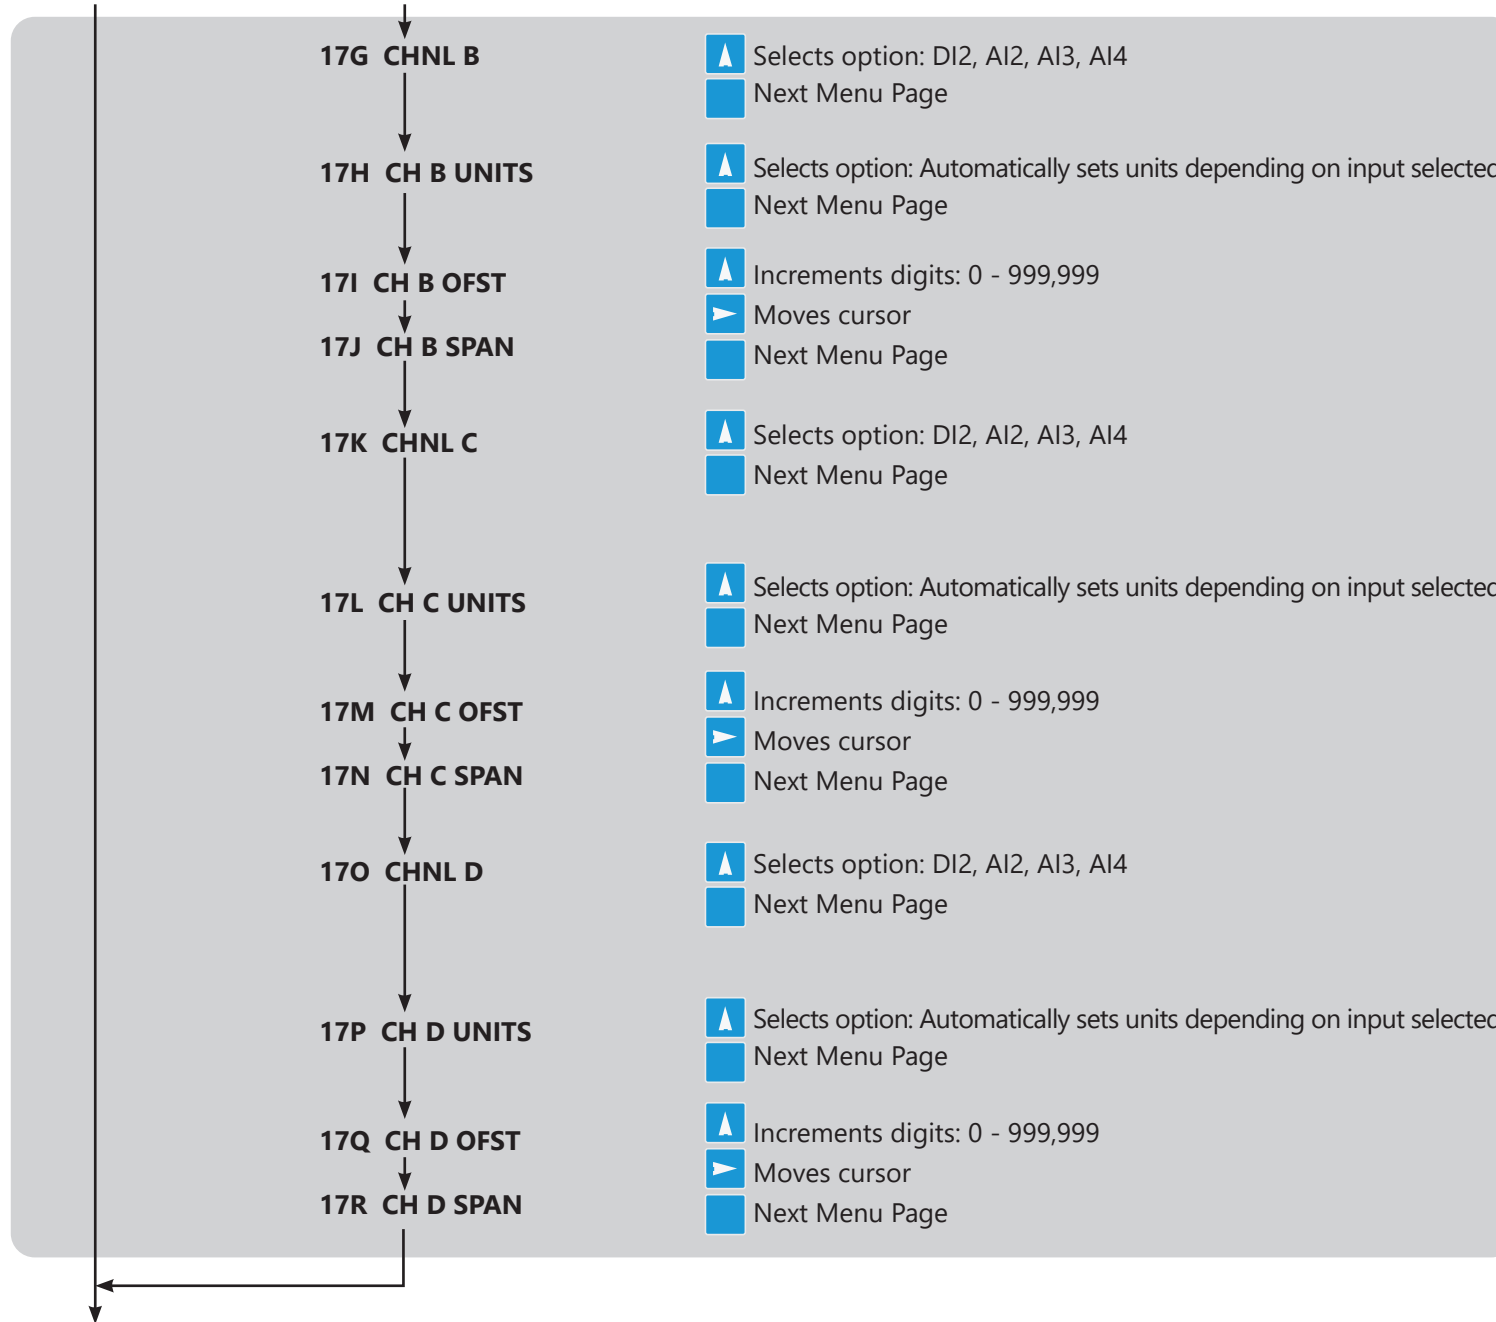 17G CHNL B
Selects option: DI2, AI2, AI3, AI4
Next Menu Page
17H CH B UNITS
Selects option: Automatically sets units depending on input selected
Next Menu Page
17I CH B OFST
Increments digits: 0 - 999,999
Moves cursor
17J CH B SPAN
Next Menu Page
17K CHNL C
Selects option: DI2, AI2, AI3, AI4
Next Menu Page
17L CH C UNITS
Selects option: Automatically sets units depending on input selected
Next Menu Page
17M CH C OFST
Increments digits: 0 - 999,999
Moves cursor
17N CH C SPAN
Next Menu Page
17O CHNL D
Selects option: DI2, AI2, AI3, AI4
Next Menu Page
17P CH D UNITS
Selects option: Automatically sets units depending on input selected
Next Menu Page
17Q CH D OFST
Increments digits: 0 - 999,999
Moves cursor
17R CH D SPAN
Next Menu Page